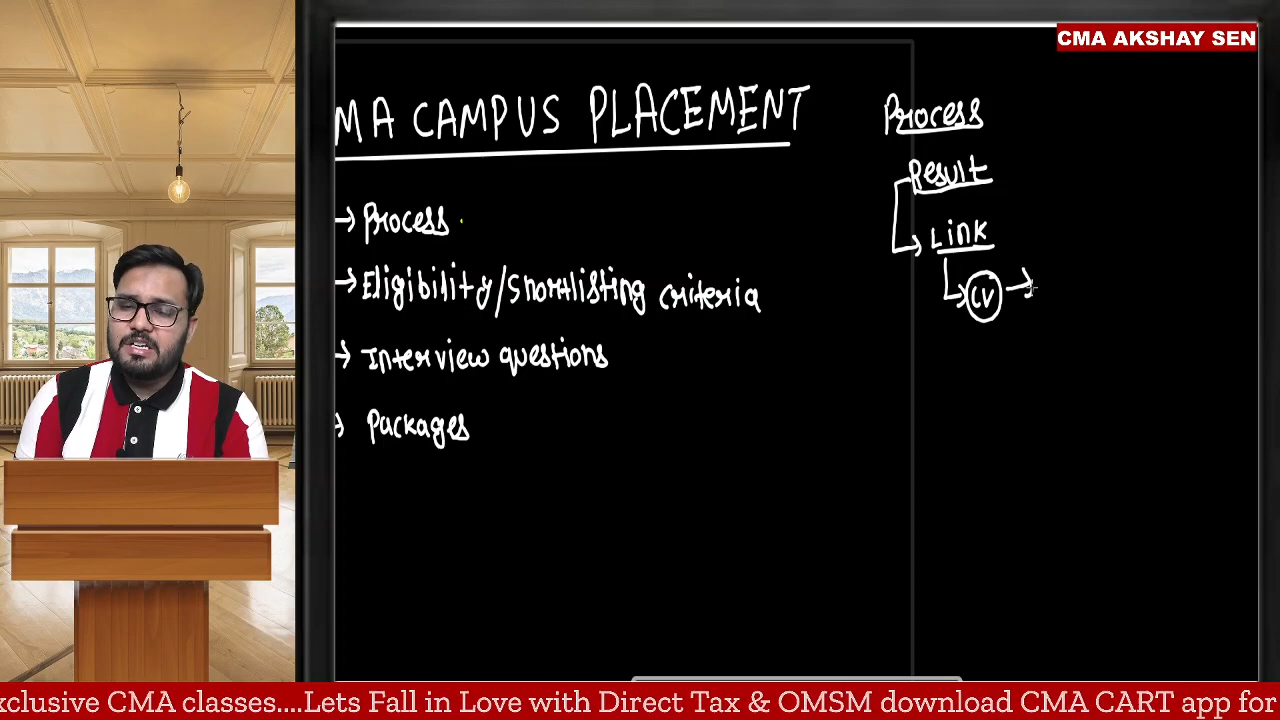 CMA AKSHAY SEN
MA CAMPUS PLACEMENT
→ Process
→ Eligibility/Shortlisting criteria
→ Interview questions
→ Packages
Process
Result
Link
CV →
xclusive CMA classes....Lets Fall in Love with Direct Tax & OMSM download CMA CART app for